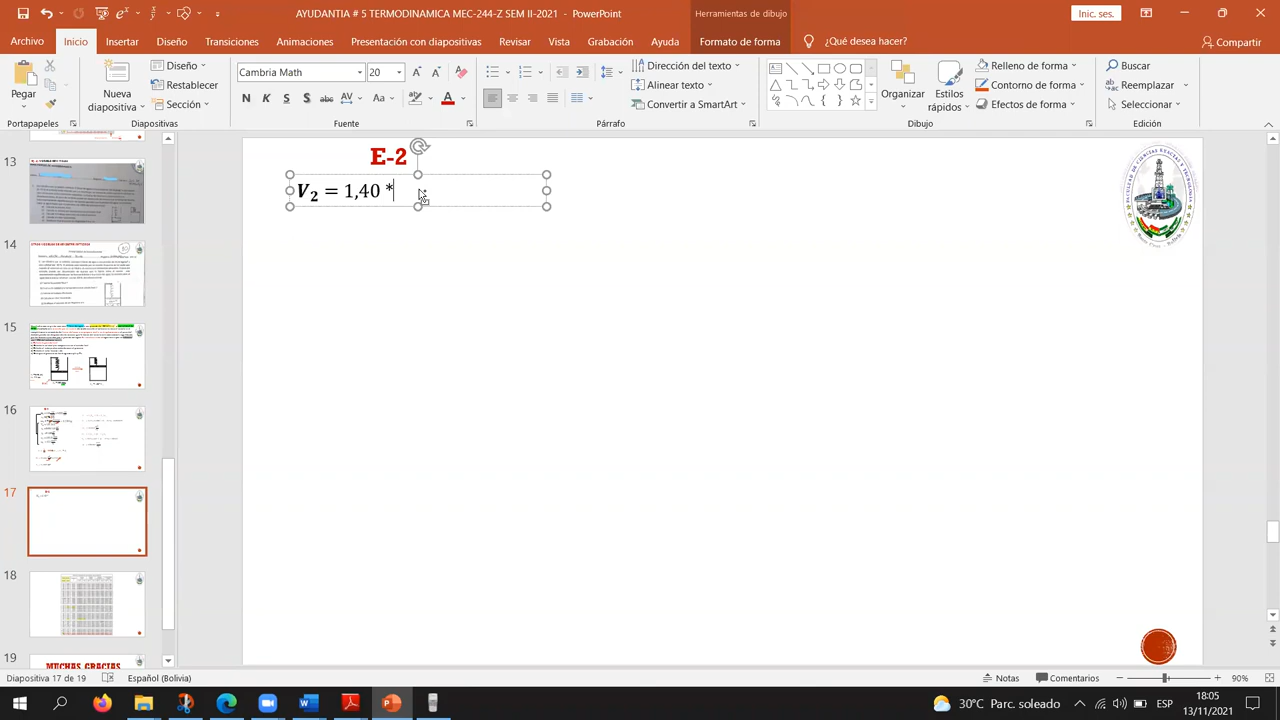 AYUDANTIA # 5 TERMODINAMICA MEC-244-Z SEM II-2021 - PowerPoint
Herramientas de dibujo
Inic. ses.
Archivo Inicio Insertar Diseño Transiciones Animaciones Presentación con diapositivas Revisar Vista Grabación Ayuda Formato de forma ¿Qué desea hacer? Compartir
Pegar
Portapapeles
Nueva diapositiva
Diseño
Restablecer
Sección
Diapositivas
Cambria Math 20
N K S S abc AV Aa A
Fuente
Dirección del texto
Alinear texto
Convertir a SmartArt
Párrafo
Organizar
Estilos rápidos
Relleno de forma
Contorno de forma
Efectos de forma
Dibujo
Buscar
Reemplazar
Seleccionar
Edición
13
14
15
16
17
18
19
MUCHAS GRACIAS
E-2
V₂ = 1,40 *
Diapositiva 17 de 19 Español (Bolivia) Notas Comentarios 90%
30°C Parc. soleado ESP 18:05
13/11/2021